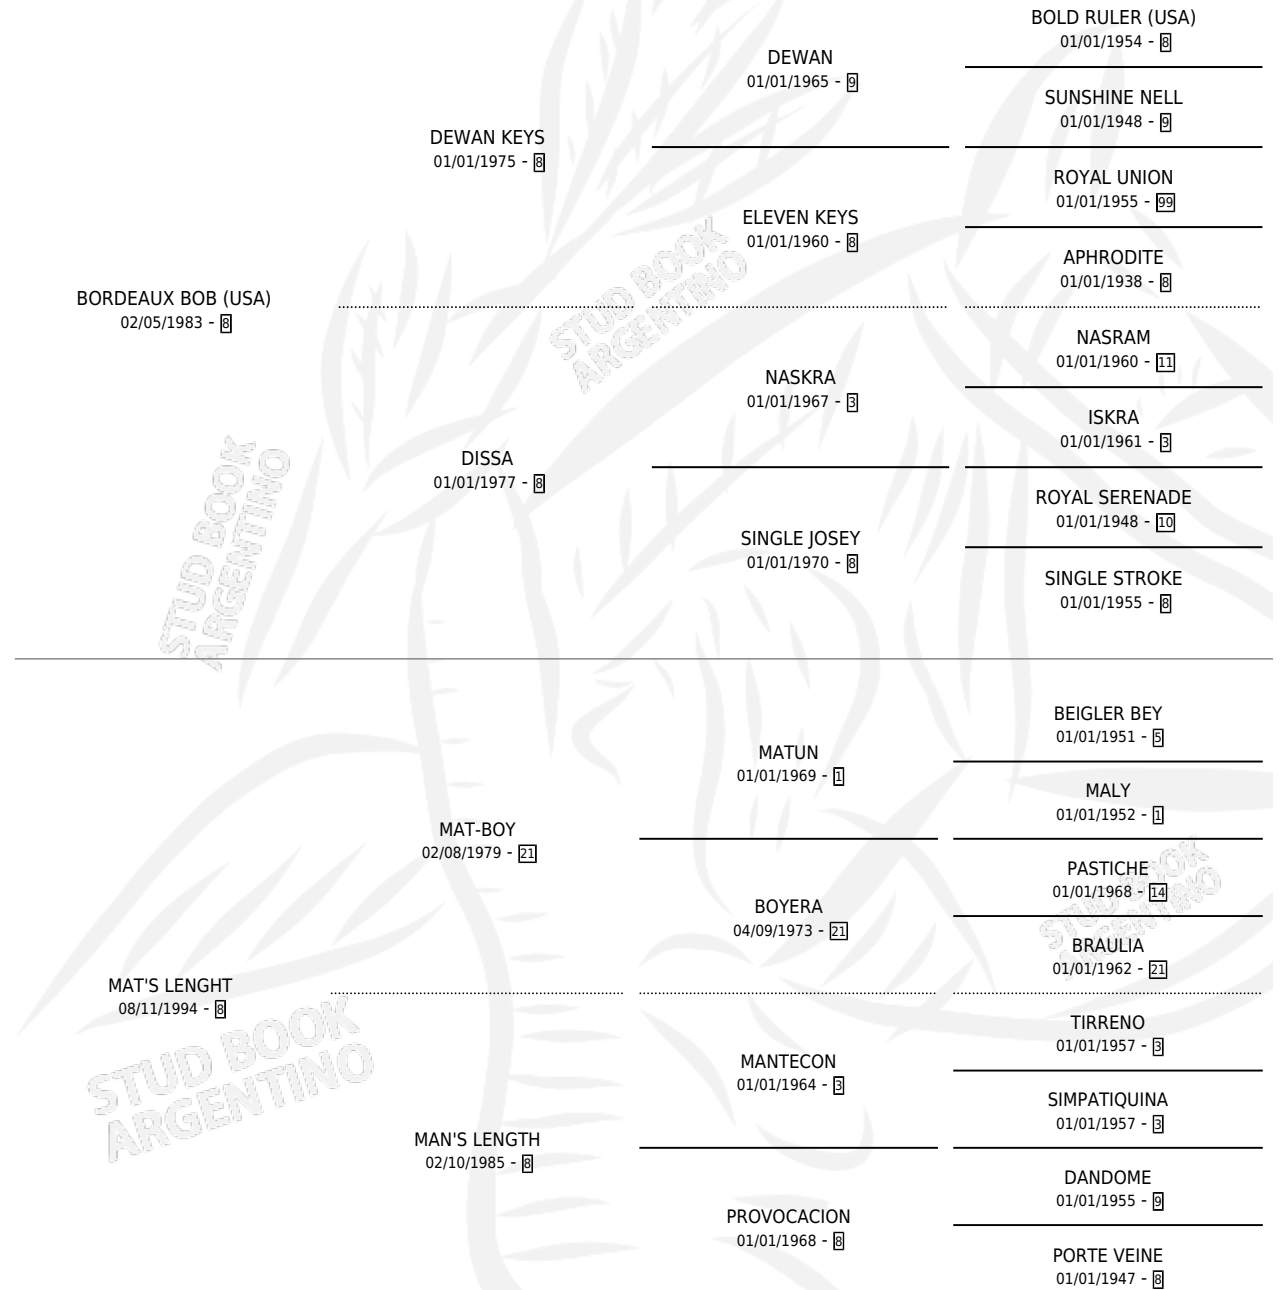 BOLD RULER (USA)
01/01/1954 - 8
DEWAN
01/01/1965 - 9
SUNSHINE NELL
01/01/1948 - 9
DEWAN KEYS
01/01/1975 - 8
ROYAL UNION
01/01/1955 - 99
ELEVEN KEYS
01/01/1960 - 8
APHRODITE
01/01/1938 - 8
BORDEAUX BOB (USA)
02/05/1983 - 8
STUD BOOK
ARGENTINO
NASRAM
01/01/1960 - 11
NASKRA
01/01/1967 - 3
ISKRA
01/01/1961 - 3
DISSA
01/01/1977 - 8
ROYAL SERENADE
01/01/1948 - 10
SINGLE JOSEY
01/01/1970 - 8
SINGLE STROKE
01/01/1955 - 8
STUD BOOK
ARGENTINO
BEIGLER BEY
01/01/1951 - 5
MATUN
01/01/1969 - 1
MALY
01/01/1952 - 1
MAT-BOY
02/08/1979 - 21
PASTICHE
01/01/1968 - 14
BOYERA
04/09/1973 - 21
BRAULIA
01/01/1962 - 21
STUD BOOK
ARGENTINO
MAT'S LENGHT
08/11/1994 - 8
TIRRENO
01/01/1957 - 3
MANTECON
01/01/1964 - 3
SIMPATIQUINA
01/01/1957 - 3
STUD BOOK
ARGENTINO
MAN'S LENGTH
02/10/1985 - 8
DANDOME
01/01/1955 - 9
PROVOCACION
01/01/1968 - 8
PORTE VEINE
01/01/1947 - 8